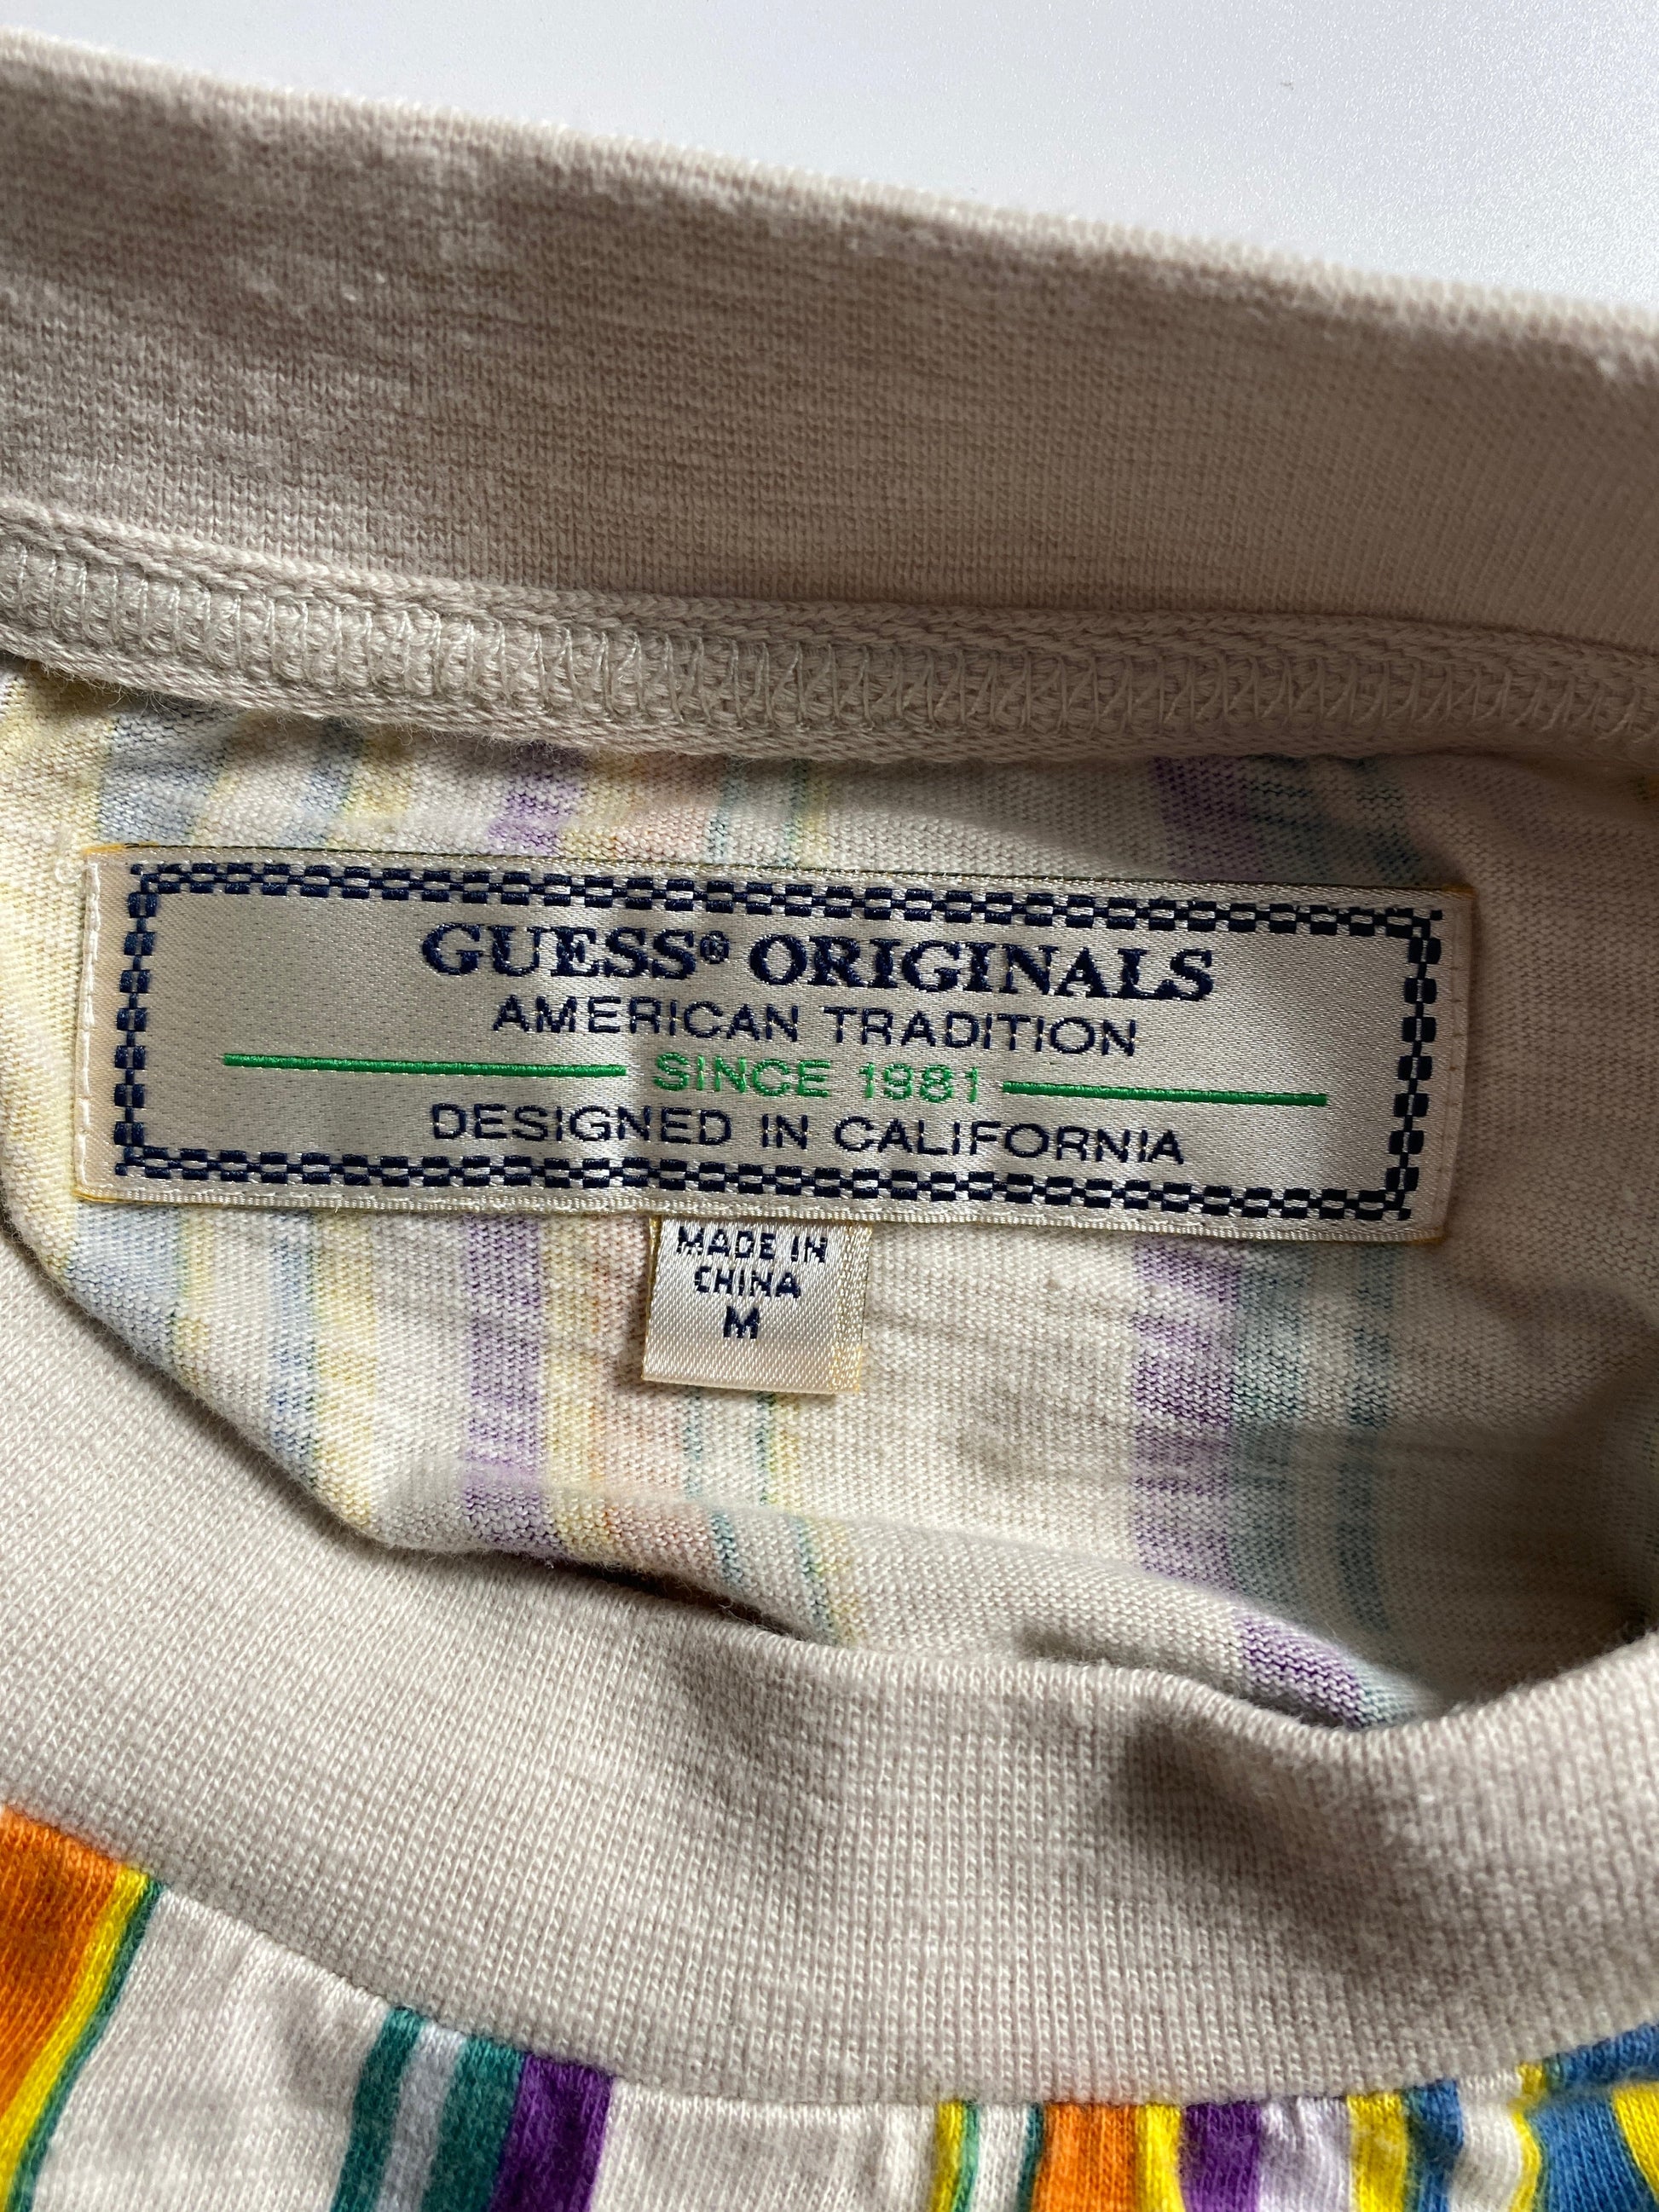 GUESS® ORIGINALS
AMERICAN TRADITION
SINCE 1981
DESIGNED IN CALIFORNIA
MADE IN
CHINA
M